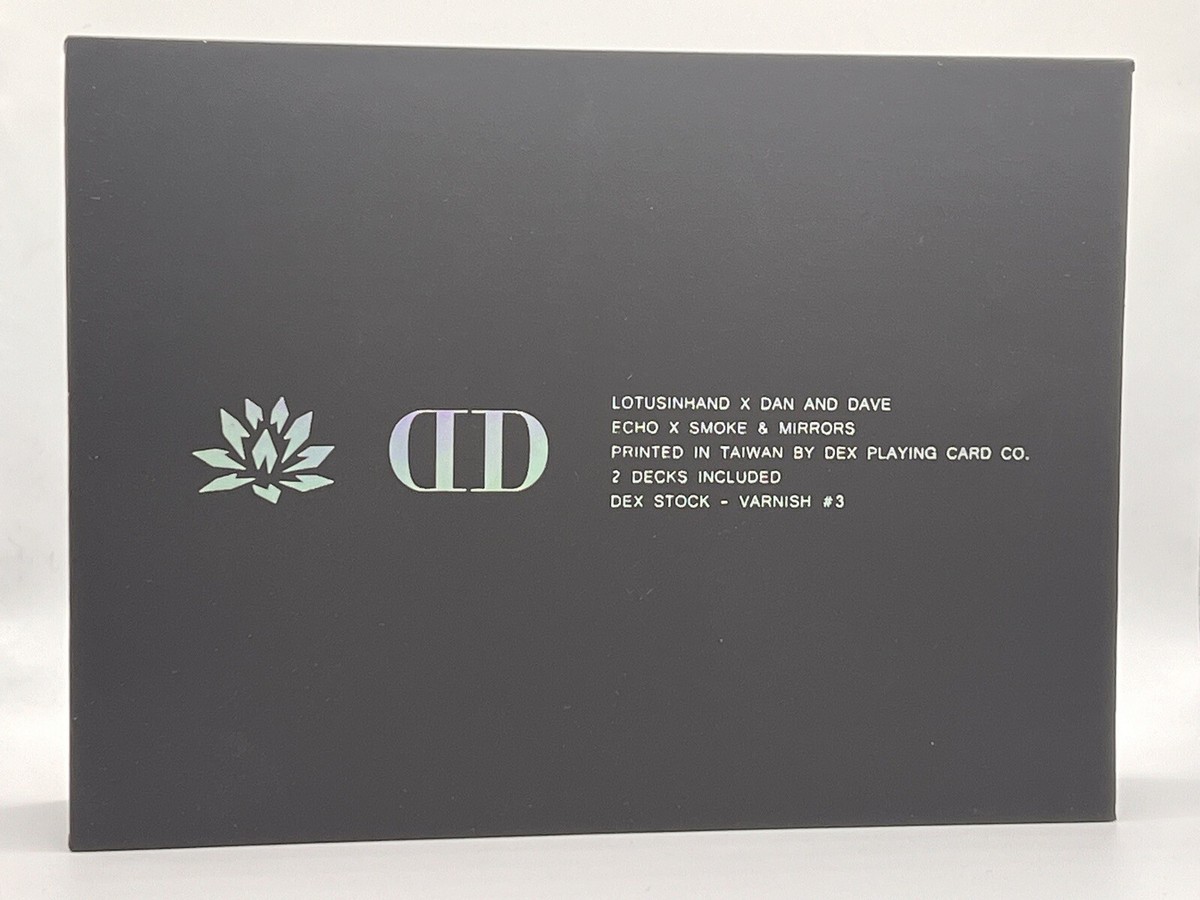 DD
LOTUSINHAND X DAN AND DAVE
ECHO X SMOKE & MIRRORS
PRINTED IN TAIWAN BY DEX PLAYING CARD CO.
2 DECKS INCLUDED
DEX STOCK - VARNISH #3